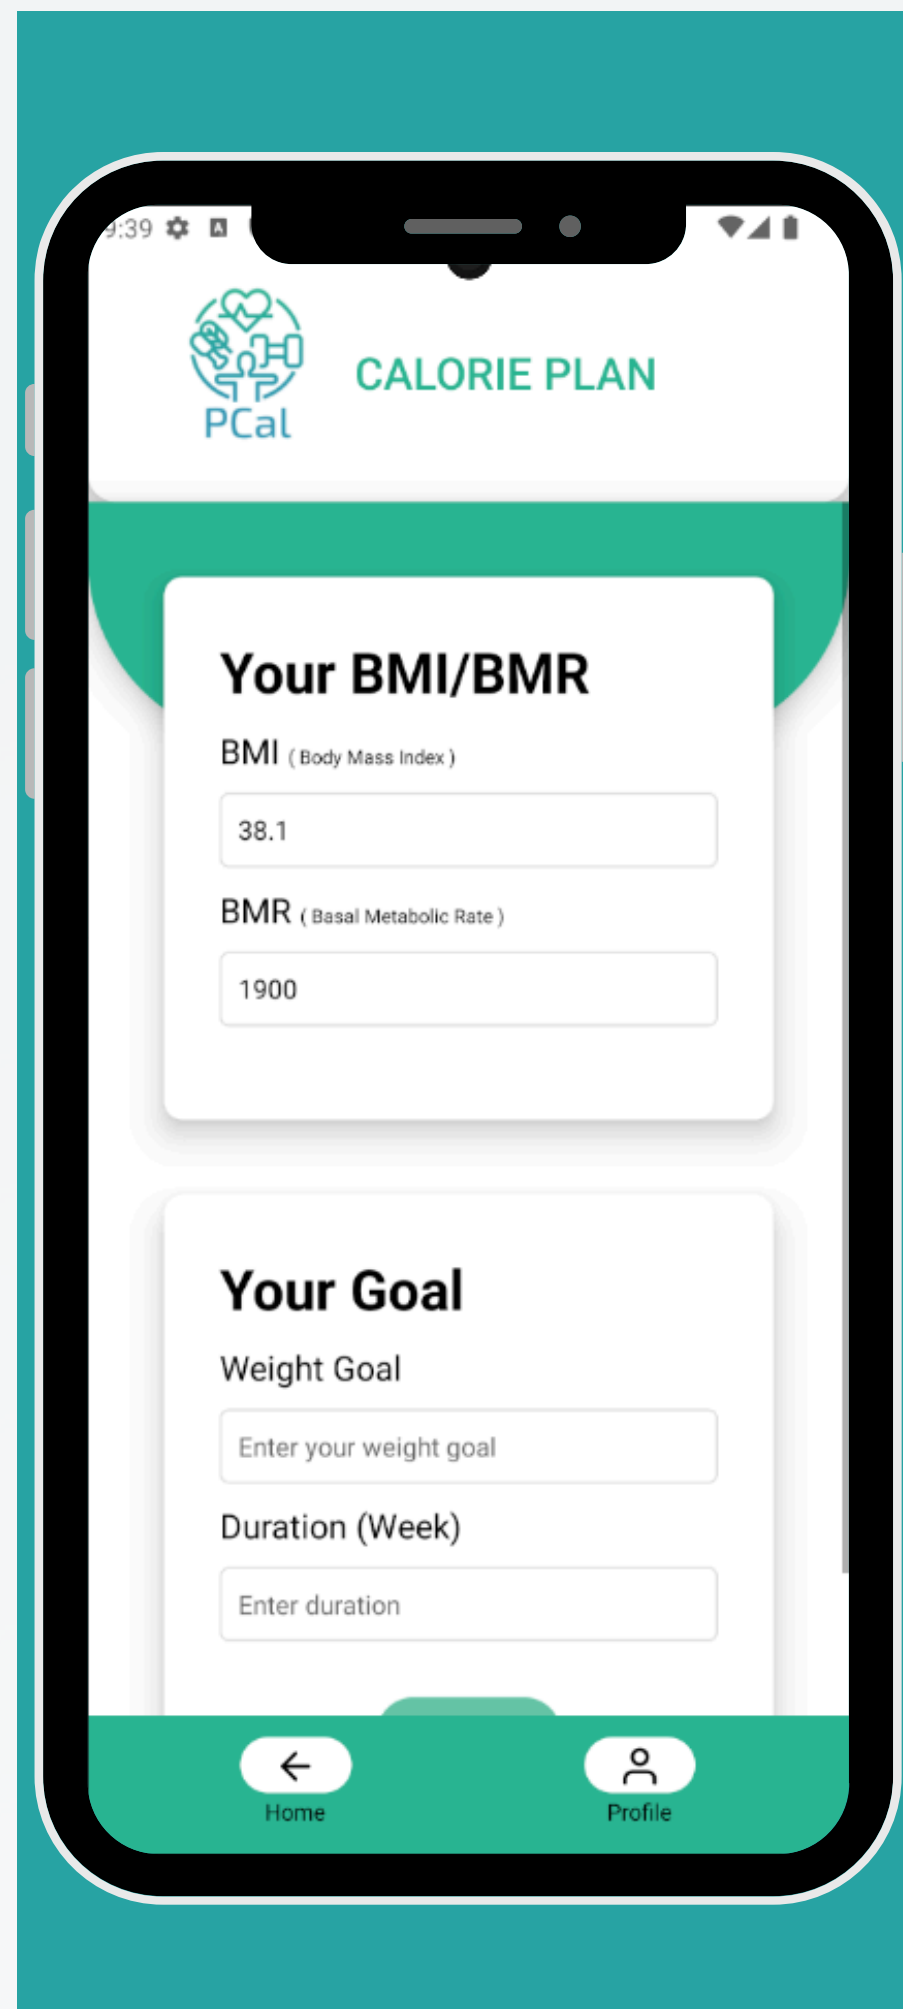 9:39
A
PCal
CALORIE PLAN
Your BMI/BMR
BMI ( Body Mass Index )
38.1
BMR ( Basal Metabolic Rate )
1900
Your Goal
Weight Goal
Enter your weight goal
Duration (Week)
Enter duration
Home
Profile